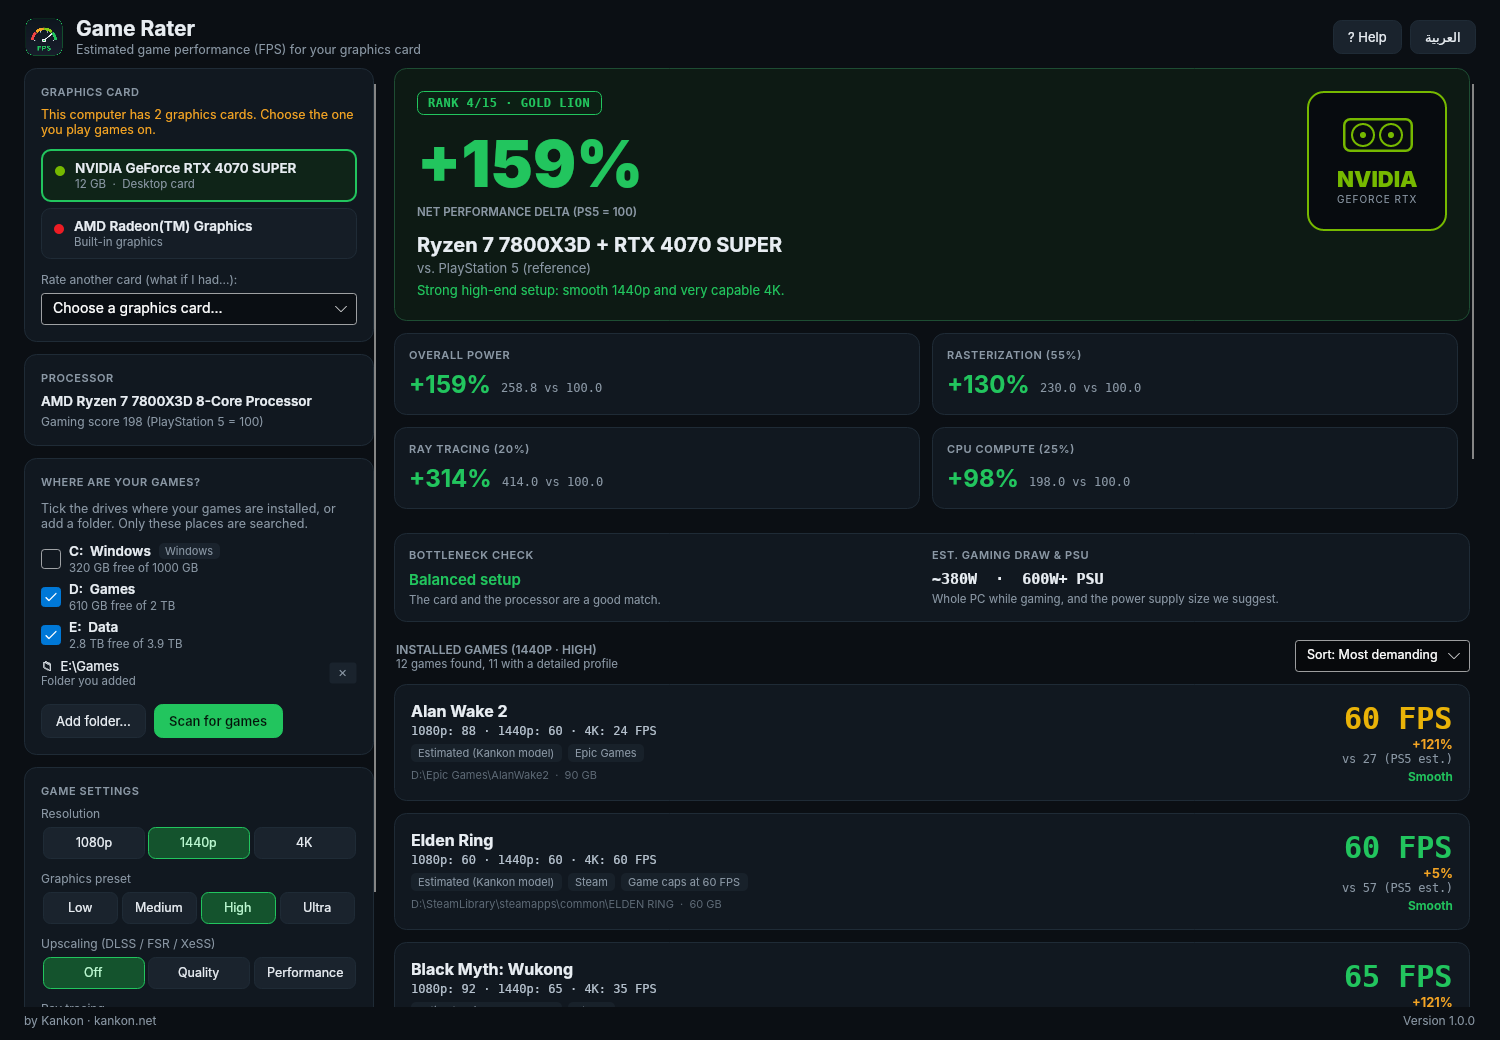 FPS
Game Rater
Estimated game performance (FPS) for your graphics card
? Help
العربية
GRAPHICS CARD
This computer has 2 graphics cards. Choose the one
you play games on.
NVIDIA GeForce RTX 4070 SUPER
12 GB · Desktop card
AMD Radeon(TM) Graphics
Built-in graphics
Rate another card (what if I had...):
Choose a graphics card...
PROCESSOR
AMD Ryzen 7 7800X3D 8-Core Processor
Gaming score 198 (PlayStation 5 = 100)
WHERE ARE YOUR GAMES?
Tick the drives where your games are installed, or
add a folder. Only these places are searched.
C: Windows Windows
320 GB free of 1000 GB
D: Games
610 GB free of 2 TB
E: Data
2.8 TB free of 3.9 TB
E:\Games
Folder you added
Add folder... Scan for games
GAME SETTINGS
Resolution
1080p 1440p 4K
Graphics preset
Low Medium High Ultra
Upscaling (DLSS / FSR / XeSS)
Off Quality Performance
RANK 4/15 · GOLD LION
+159%
NET PERFORMANCE DELTA (PS5 = 100)
Ryzen 7 7800X3D + RTX 4070 SUPER
vs. PlayStation 5 (reference)
Strong high-end setup: smooth 1440p and very capable 4K.
NVIDIA
GEFORCE RTX
OVERALL POWER
+159% 258.8 vs 100.0
RASTERIZATION (55%)
+130% 230.0 vs 100.0
RAY TRACING (20%)
+314% 414.0 vs 100.0
CPU COMPUTE (25%)
+98% 198.0 vs 100.0
BOTTLENECK CHECK
Balanced setup
The card and the processor are a good match.
EST. GAMING DRAW & PSU
~380W · 600W+ PSU
Whole PC while gaming, and the power supply size we suggest.
INSTALLED GAMES (1440P · HIGH)
12 games found, 11 with a detailed profile
Sort: Most demanding
Alan Wake 2
1080p: 88 · 1440p: 60 · 4K: 24 FPS
Estimated (Kankon model) Epic Games
D:\Epic Games\AlanWake2 · 90 GB
60 FPS
+121%
vs 27 (PS5 est.)
Smooth
Elden Ring
1080p: 60 · 1440p: 60 · 4K: 60 FPS
Estimated (Kankon model) Steam Game caps at 60 FPS
D:\SteamLibrary\steamapps\common\ELDEN RING · 60 GB
60 FPS
+5%
vs 57 (PS5 est.)
Smooth
Black Myth: Wukong
1080p: 92 · 1440p: 65 · 4K: 35 FPS
65 FPS
+121%
by Kankon · kankon.net
Version 1.0.0